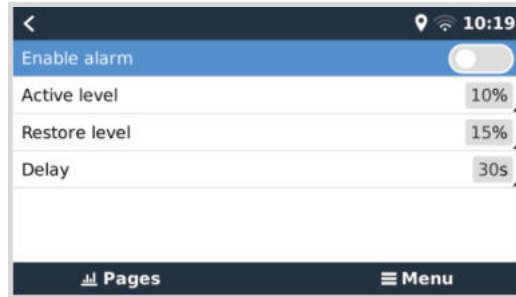 10:19
Enable alarm
Active level 10%
Restore level 15%
Delay 30s
Pages Menu